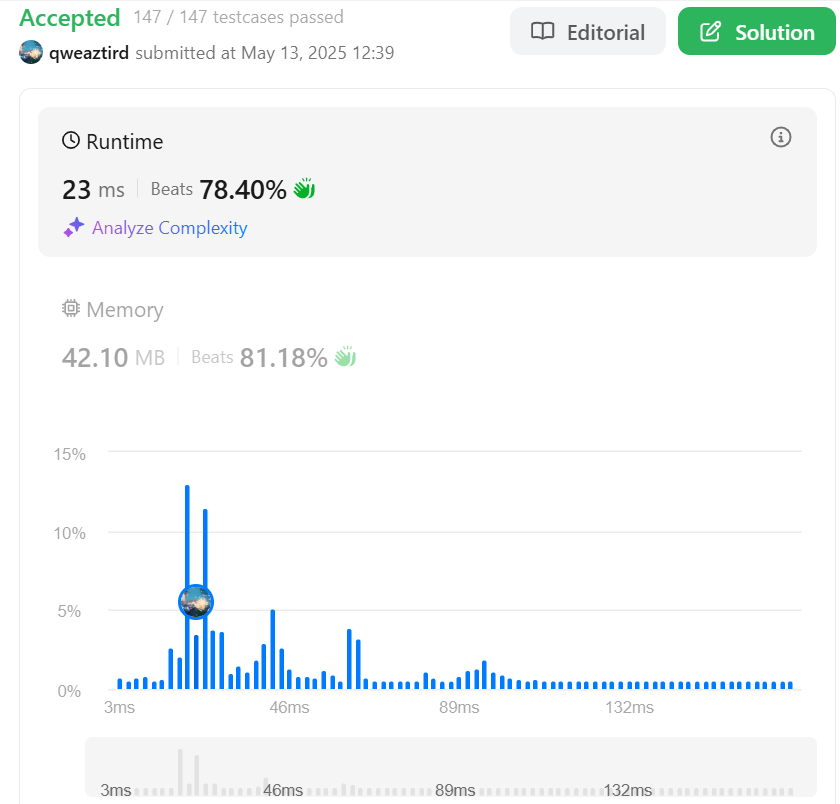 Accepted 147 / 147 testcases passed
qweaztird submitted at May 13, 2025 12:39
Editorial
Solution
Runtime
23 ms Beats 78.40%
Analyze Complexity
Memory
42.10 MB Beats 81.18%
15%
10%
5%
0%
3ms 46ms 89ms 132ms
3ms 46ms 89ms 132ms